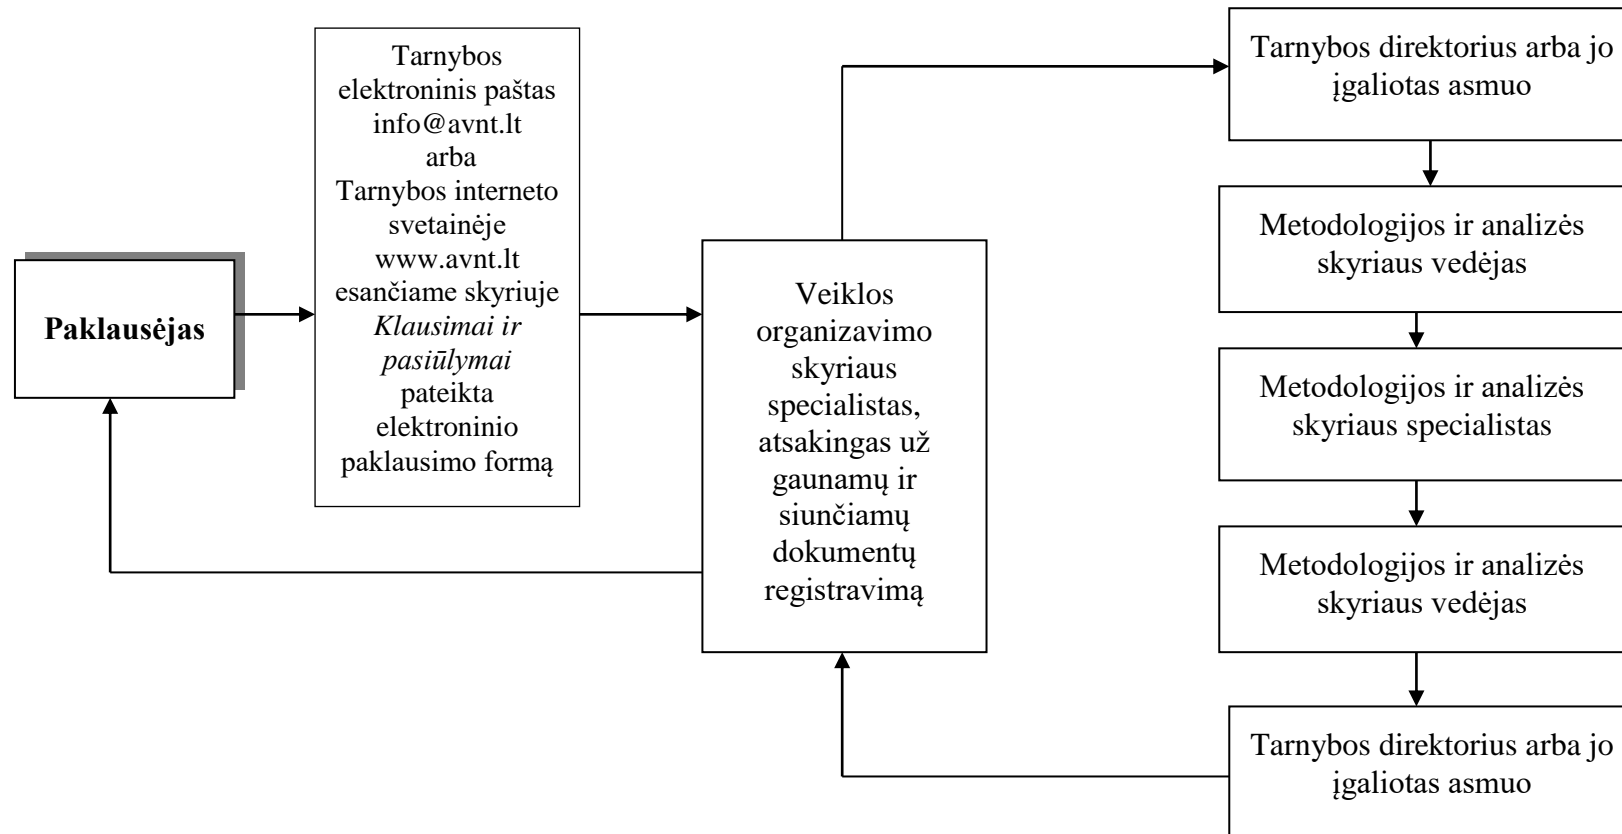 Paklausėjas
Tarnybos
elektroninis paštas
info@avnt.lt
arba
Tarnybos interneto
svetainėje
www.avnt.lt
esančiame skyriuje
Klausimai ir
pasiūlymai
pateikta
elektroninio
paklausimo formą
Veiklos
organizavimo
skyriaus
specialistas,
atsakingas už
gaunamų ir
siunčiamų
dokumentų
registravimą
Tarnybos direktorius arba jo
įgaliotas asmuo
Metodologijos ir analizės
skyriaus vedėjas
Metodologijos ir analizės
skyriaus specialistas
Metodologijos ir analizės
skyriaus vedėjas
Tarnybos direktorius arba jo
įgaliotas asmuo